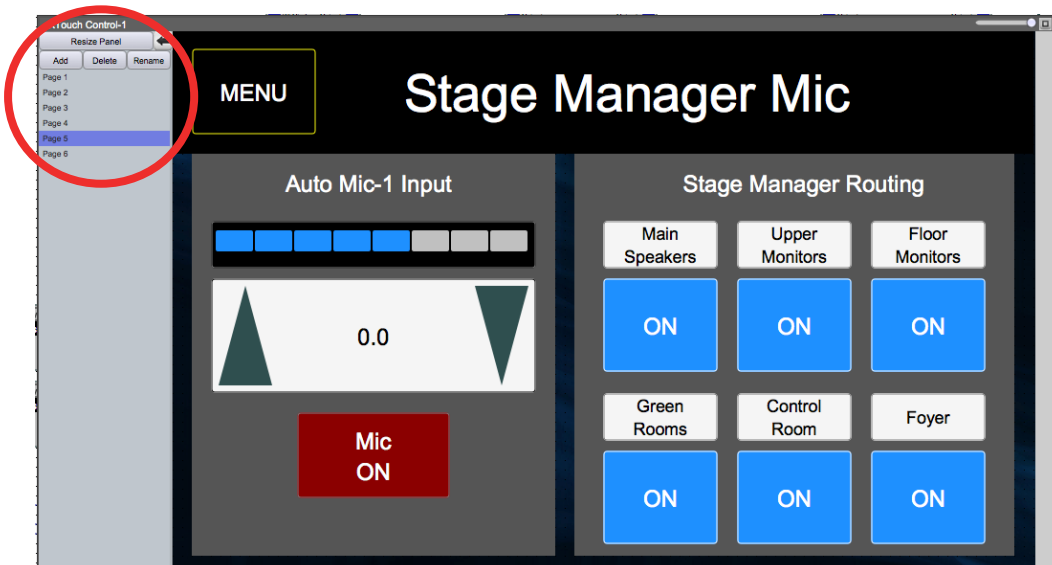 Touch Control-1
Resize Panel
Add Delete Rename
Page 1
Page 2
Page 3
Page 4
Page 5
Page 6
MENU
Stage Manager Mic
Auto Mic-1 Input
0.0
Mic
ON
Stage Manager Routing
Main
Speakers
Upper
Monitors
Floor
Monitors
ON
ON
ON
Green
Rooms
Control
Room
Foyer
ON
ON
ON